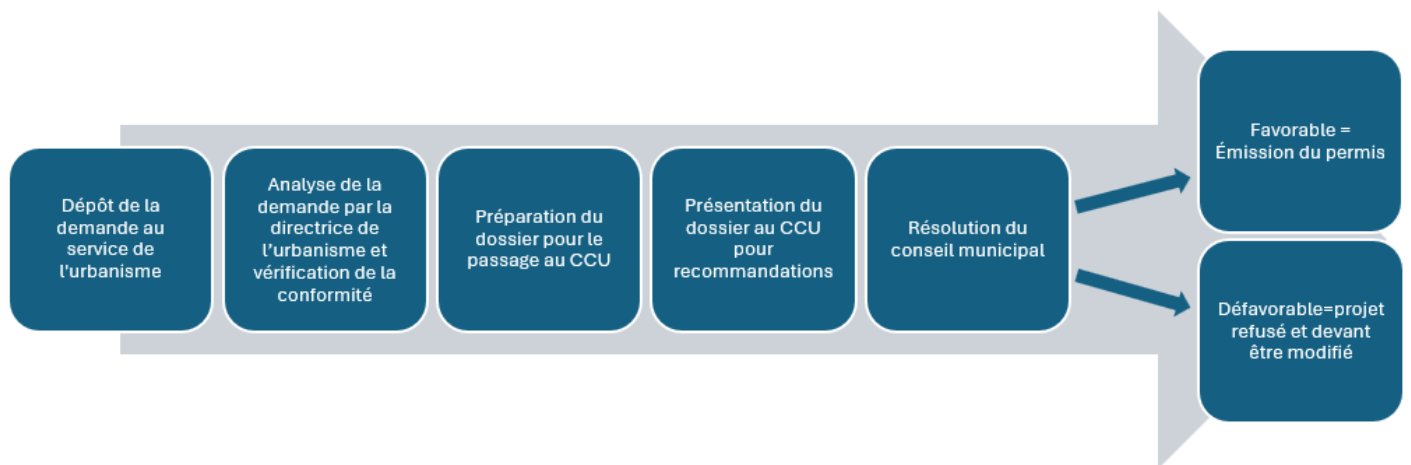 Dépôt de la
demande au
service de
l'urbanisme
Analyse de la
demande par la
directrice de
l'urbanisme et
vérification de la
conformité
Préparation du
dossier pour le
passage au CCU
Présentation du
dossier au CCU
pour
recommandations
Résolution du
conseil municipal
Favorable =
Émission du permis
Défavorable=projet
refusé et devant
être modifié